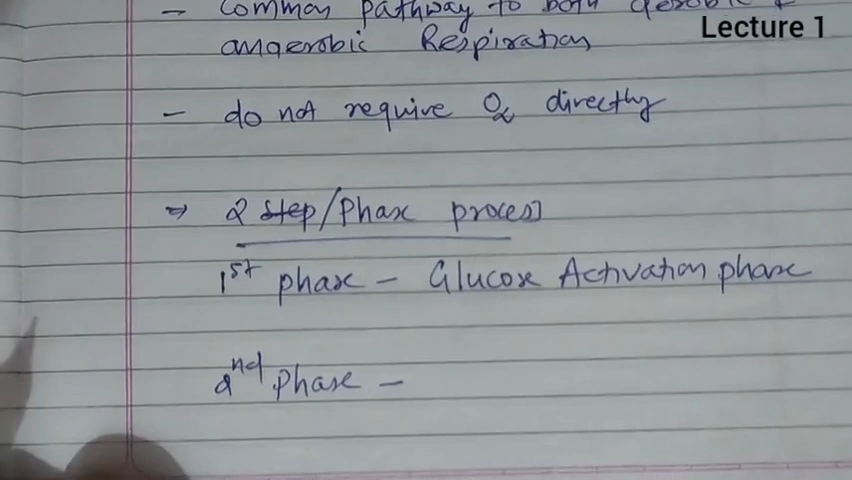 - Common pathway to both aerobic &
Lecture 1
anaerobic Respiration
- do not require O2 directly
⇒ 2 Step/Phase process
1st phase - Glucose Activation phase
2nd Phase -